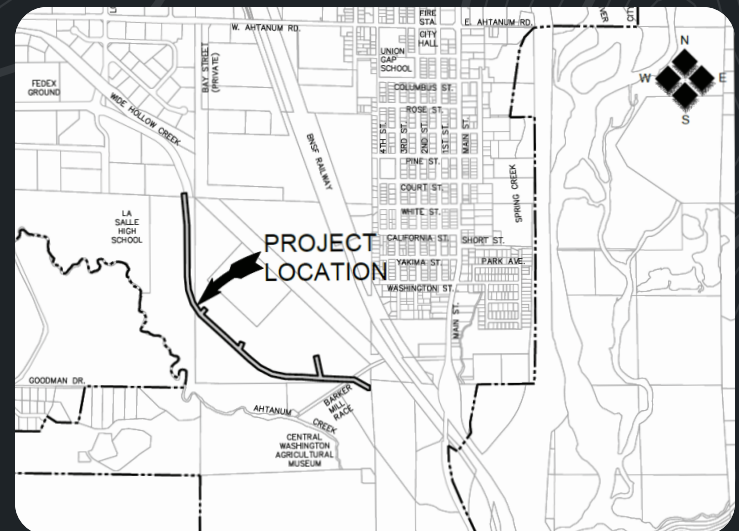 FIRE
STA.
W. AHTANUM RD.
E. AHTANUM RD.
CITY
HALL
BAY STREET
(PRIVATE)
UNION
GAP
SCHOOL
N
W
E
S
FEDEX
GROUND
WIDE HOLLOW CREEK
COLUMBUS ST.
ROSE ST.
4TH ST.
3RD ST.
2ND ST.
1ST ST.
MAIN ST.
BNSF RAILWAY
PINE ST.
COURT ST.
SPRING CREEK
WHITE ST.
LA
SALLE
HIGH
SCHOOL
PROJECT
LOCATION
CALIFORNIA ST.
SHORT ST.
YAKIMA ST.
PARK AVE.
WASHINGTON ST.
MAIN ST.
GOODMAN DR.
BARKER
MILL
RACE
AHTANUM
CREEK
CENTRAL
WASHINGTON
AGRICULTURAL
MUSEUM